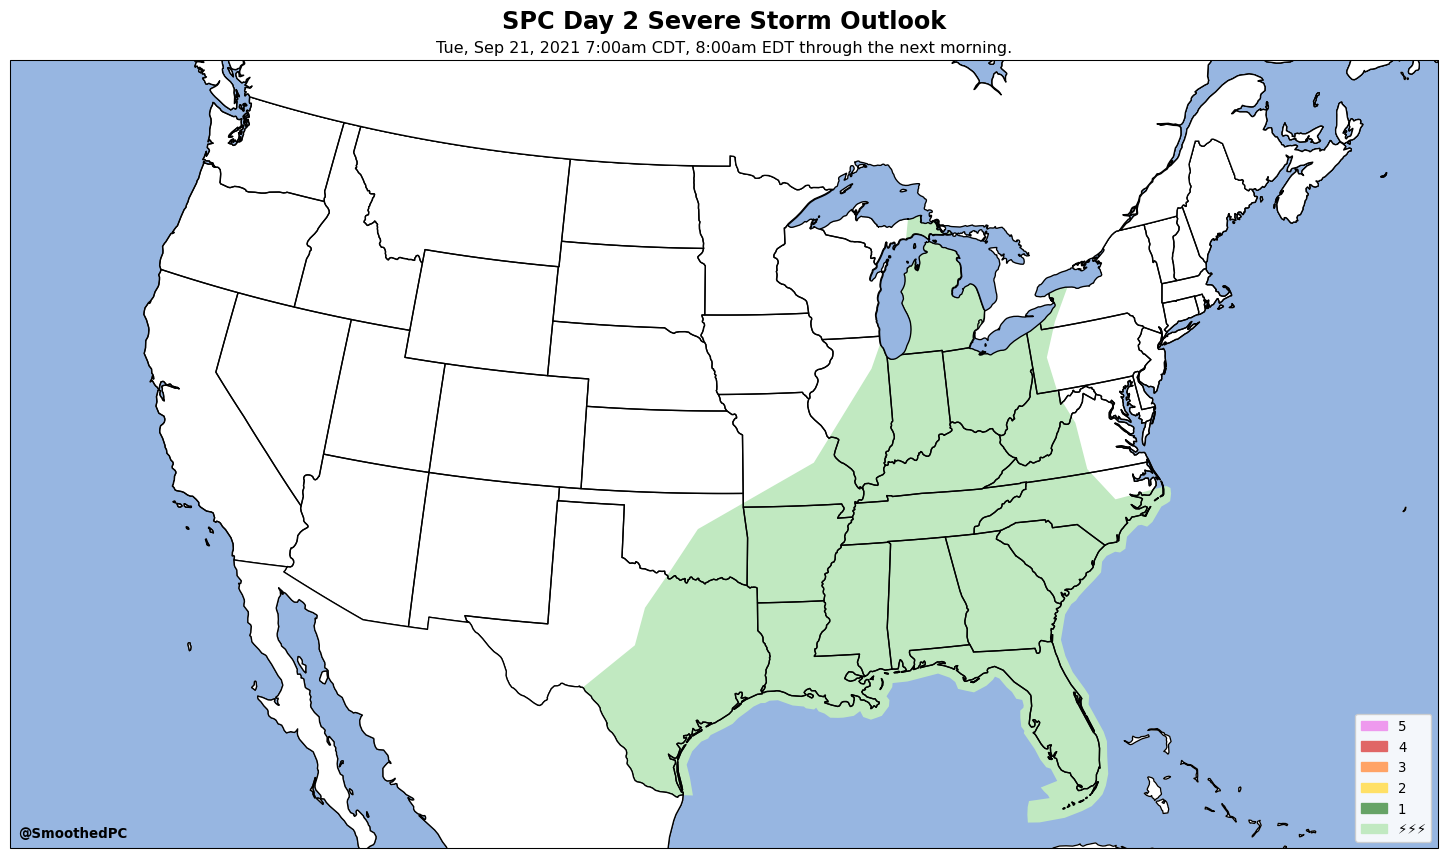 SPC Day 2 Severe Storm Outlook
Tue, Sep 21, 2021 7:00am CDT, 8:00am EDT through the next morning.
5
4
3
2
1
⚡⚡⚡
@SmoothedPC